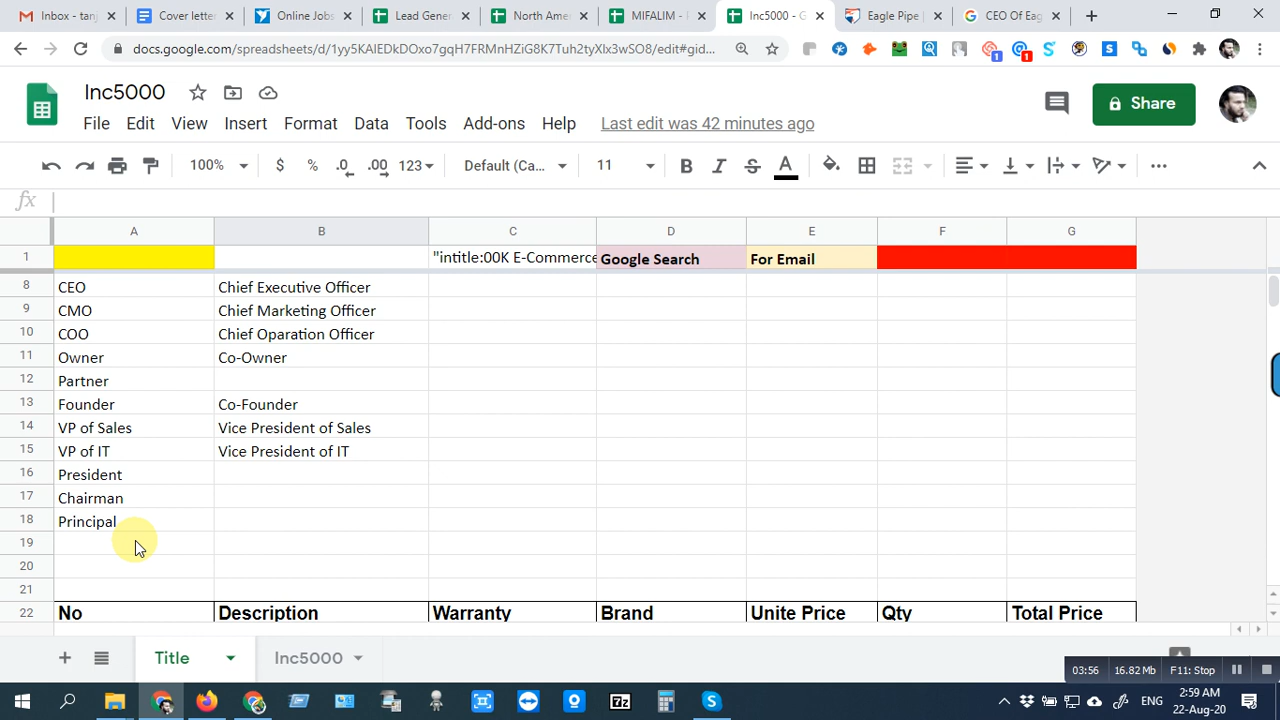 Inbox - tanj
Cover letter
Online Jobs
Lead Gener
North Ame
MIFALIM -
Inc5000 - G
Eagle Pipe
CEO Of Eag
docs.google.com/spreadsheets/d/1yy5KAlEDkDOxo7gqH7FRMnHZiG8K7Tuh2tyXlx3wSO8/edit#gid...
Inc5000
Share
File Edit View Insert Format Data Tools Add-ons Help Last edit was 42 minutes ago
100% $ % .0 .00 123 Default (Ca... 11 B I S A
fx
A B C D E F G
1 "intitle:00K E-Commerce Google Search For Email
8 CEO Chief Executive Officer
9 CMO Chief Marketing Officer
10 COO Chief Oparation Officer
11 Owner Co-Owner
12 Partner
13 Founder Co-Founder
14 VP of Sales Vice President of Sales
15 VP of IT Vice President of IT
16 President
17 Chairman
18 Principal
19
20
21
22 No Description Warranty Brand Unite Price Qty Total Price
Title Inc5000
03:56 16.82 Mb F11: Stop
ENG 2:59 AM
22-Aug-20